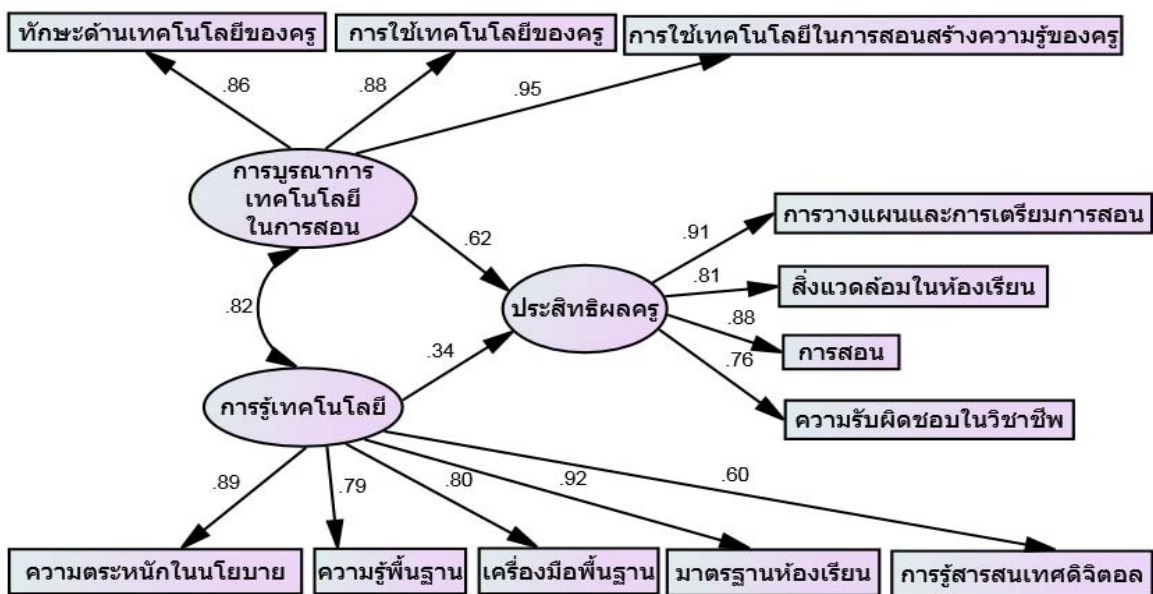 ทักษะด้านเทคโนโลยีของครู
การใช้เทคโนโลยีของครู
การใช้เทคโนโลยีในการสอนสร้างความรู้ของครู
.86
.88
.95
การบูรณาการ
เทคโนโลยี
ในการสอน
.62
.82
.34
ประสิทธิผลครู
.91
.81
.88
.76
การวางแผนและการเตรียมการสอน
สิ่งแวดล้อมในห้องเรียน
การสอน
ความรับผิดชอบในวิชาชีพ
การรู้เทคโนโลยี
.89
.79
.80
.92
.60
ความตระหนักในนโยบาย
ความรู้พื้นฐาน
เครื่องมือพื้นฐาน
มาตรฐานห้องเรียน
การรู้สารสนเทศดิจิตอล